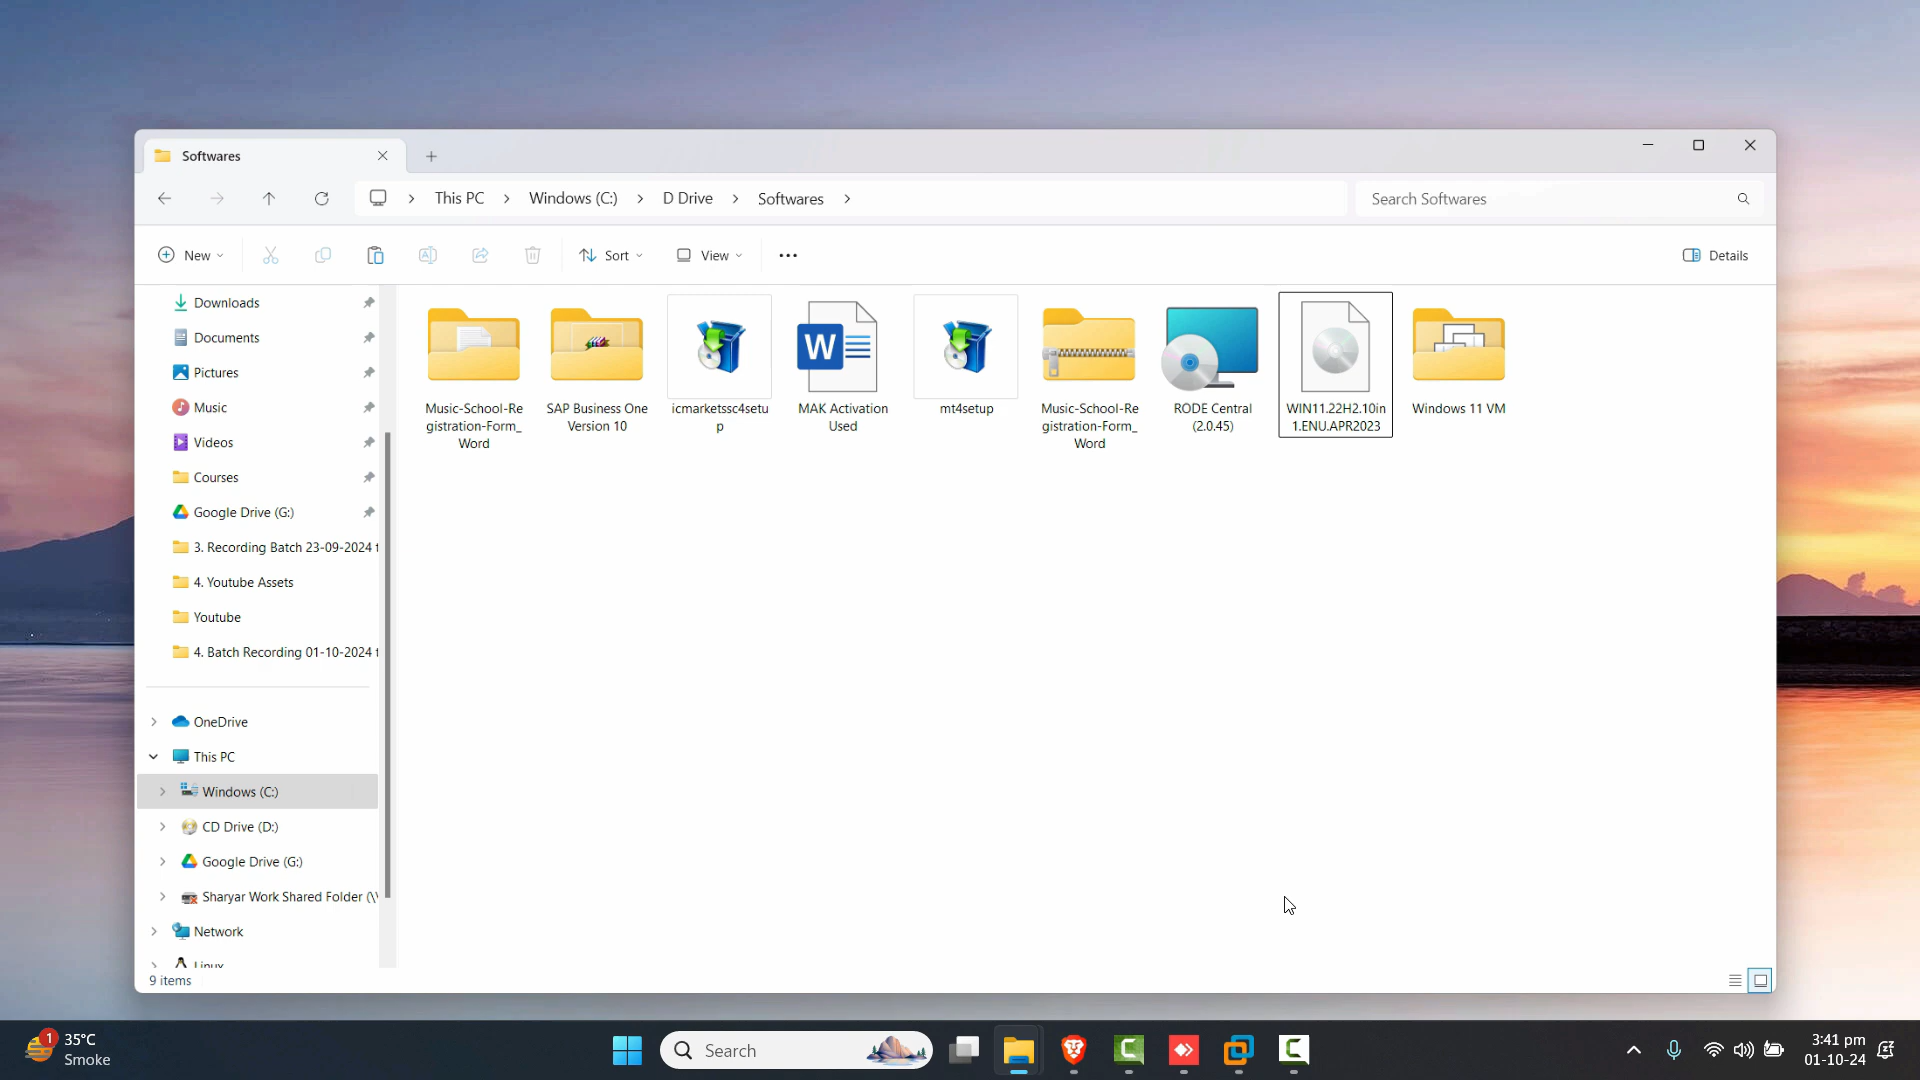 Softwares
This PC
Windows (C:)
D Drive
Softwares
Search Softwares
New
Sort
View
Details
Downloads
Documents
Pictures
Music
Videos
Courses
Google Drive (G:)
3. Recording Batch 23-09-2024 t
4. Youtube Assets
Youtube
4. Batch Recording 01-10-2024 t
OneDrive
This PC
Windows (C:)
CD Drive (D:)
Google Drive (G:)
Sharyar Work Shared Folder (\\
Network
Linux
Music-School-Re
gistration-Form_
Word
SAP Business One
Version 10
icmarketssc4setu
p
MAK Activation
Used
W
mt4setup
Music-School-Re
gistration-Form_
Word
RODE Central
(2.0.45)
WIN11.22H2.10in
1.ENU.APR2023
Windows 11 VM
9 items
1
35°C
Smoke
Search
3:41 pm
01-10-24